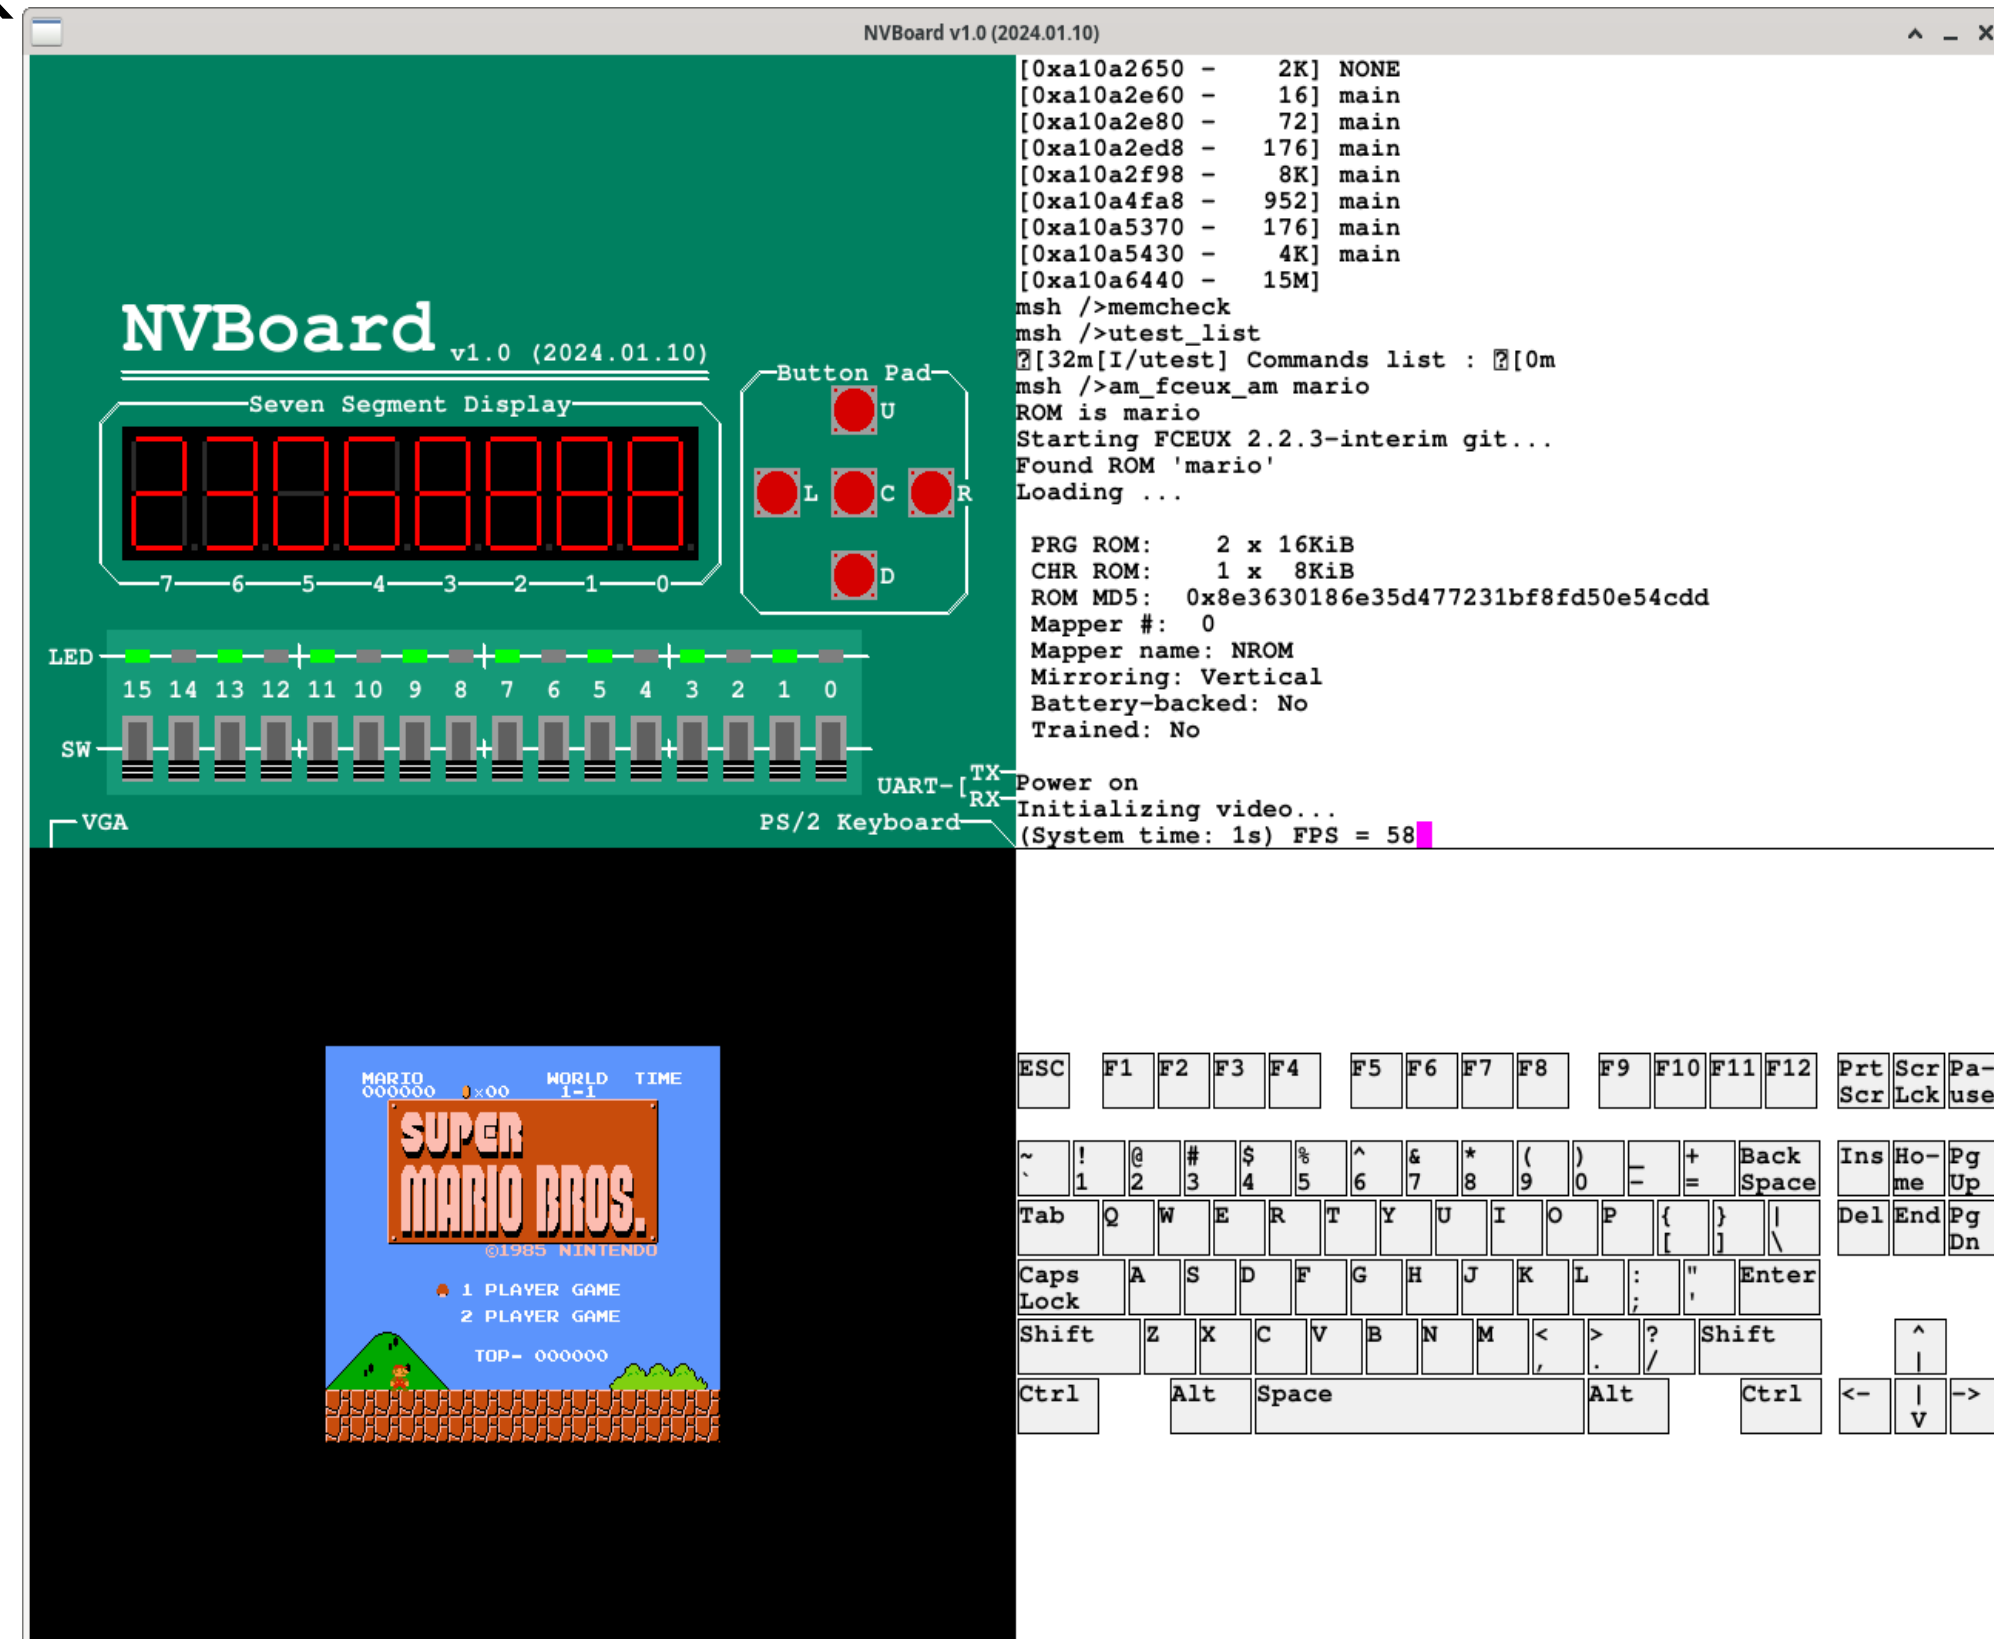 NVBoard v1.0 (2024.01.10)
NVBoard v1.0 (2024.01.10)
Seven Segment Display
7 6 5 4 3 2 1 0
Button Pad
U
L C R
D
LED
15 14 13 12 11 10 9 8 7 6 5 4 3 2 1 0
SW
UART-[ TX
RX
VGA
PS/2 Keyboard
[0xa10a2650 - 2K] NONE
[0xa10a2e60 - 16] main
[0xa10a2e80 - 72] main
[0xa10a2ed8 - 176] main
[0xa10a2f98 - 8K] main
[0xa10a4fa8 - 952] main
[0xa10a5370 - 176] main
[0xa10a5430 - 4K] main
[0xa10a6440 - 15M]
msh />memcheck
msh />utest_list
[32m[I/utest] Commands list : [0m
msh />am_fceux_am mario
ROM is mario
Starting FCEUX 2.2.3-interim git...
Found ROM 'mario'
Loading ...
PRG ROM: 2 x 16KiB
CHR ROM: 1 x 8KiB
ROM MD5: 0x8e3630186e35d477231bf8fd50e54cdd
Mapper #: 0
Mapper name: NROM
Mirroring: Vertical
Battery-backed: No
Trained: No
Power on
Initializing video...
(System time: 1s) FPS = 58
MARIO WORLD TIME
000000 ×00 1-1
SUPER
MARIO BROS.
©1985 NINTENDO
1 PLAYER GAME
2 PLAYER GAME
TOP- 000000
ESC F1 F2 F3 F4 F5 F6 F7 F8 F9 F10 F11 F12 Prt Scr Pa-
Scr Lck use
~ ! @ # $ % ^ & * ( ) _ + Back Ins Ho- Pg
` 1 2 3 4 5 6 7 8 9 0 - = Space me Up
Tab Q W E R T Y U I O P { } | Del End Pg
[ ] \ Dn
Caps A S D F G H J K L : " Enter
Lock ; '
Shift Z X C V B N M < > ? Shift ^
, . / |
Ctrl Alt Space Alt Ctrl <- | ->
V